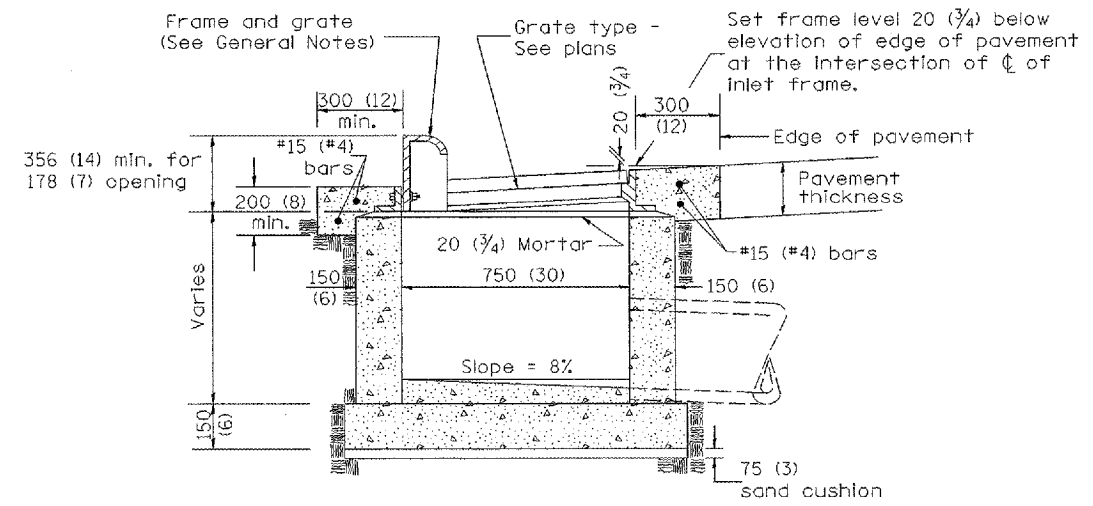 Frame and grate
(See General Notes)
Grate type -
See plans
Set frame level 20 (3/4) below
elevation of edge of pavement
at the intersection of ℄ of
inlet frame.
300 (12)
min.
20 (3/4)
300
(12)
Edge of pavement
#15 (#4)
bars
356 (14) min. for
178 (7) opening
200 (8)
min.
Pavement
thickness
20 (3/4) Mortar
#15 (#4) bars
150
(6)
750 (30)
150 (6)
Varies
Slope = 8%
150
(6)
75 (3)
sand cushion